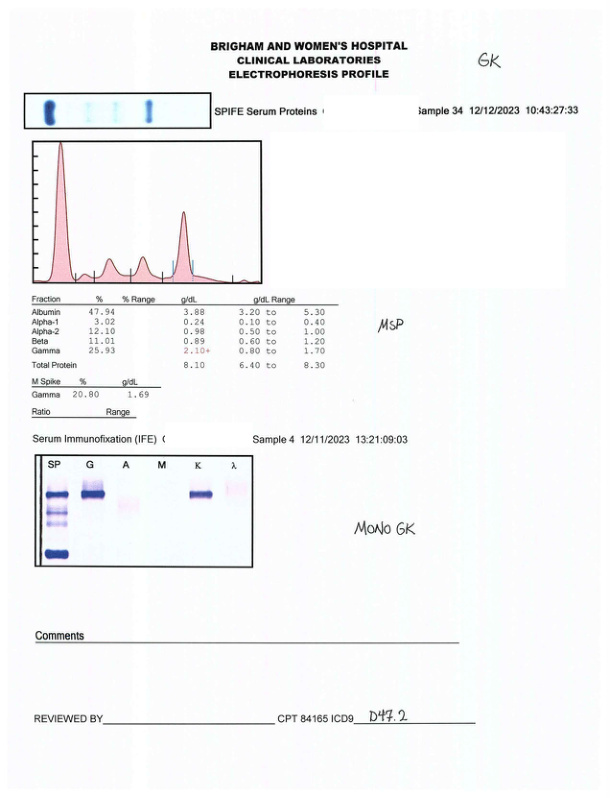 BRIGHAM AND WOMEN'S HOSPITAL
CLINICAL LABORATORIES
ELECTROPHORESIS PROFILE
GK
SPIFE Serum Proteins Sample 34 12/12/2023 10:43:27:33
Fraction % % Range g/dL g/dL Range
Albumin 47.94 3.88 3.20 to 5.30
Alpha-1 3.02 0.24 0.10 to 0.40
Alpha-2 12.10 0.98 0.50 to 1.00
Beta 11.01 0.89 0.60 to 1.20
Gamma 25.93 2.10+ 0.80 to 1.70
Total Protein 8.10 6.40 to 8.30
MSP
M Spike % g/dL
Gamma 20.80 1.69
Ratio Range
Serum Immunofixation (IFE) ( Sample 4 12/11/2023 13:21:09:03
SP G A M K λ
MONO GK
Comments
REVIEWED BY CPT 84165 ICD9 D47.2